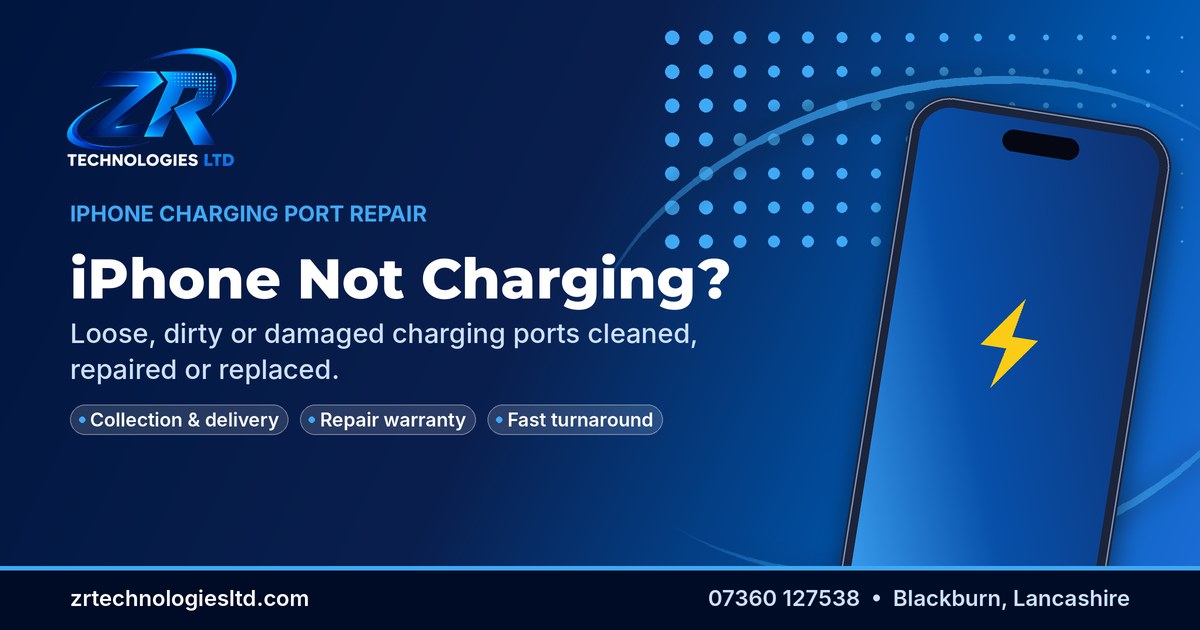 ZR
TECHNOLOGIES LTD
IPHONE CHARGING PORT REPAIR
iPhone Not Charging?
Loose, dirty or damaged charging ports cleaned,
repaired or replaced.
Collection & delivery
Repair warranty
Fast turnaround
zrtechnologiesltd.com
07360 127538 • Blackburn, Lancashire